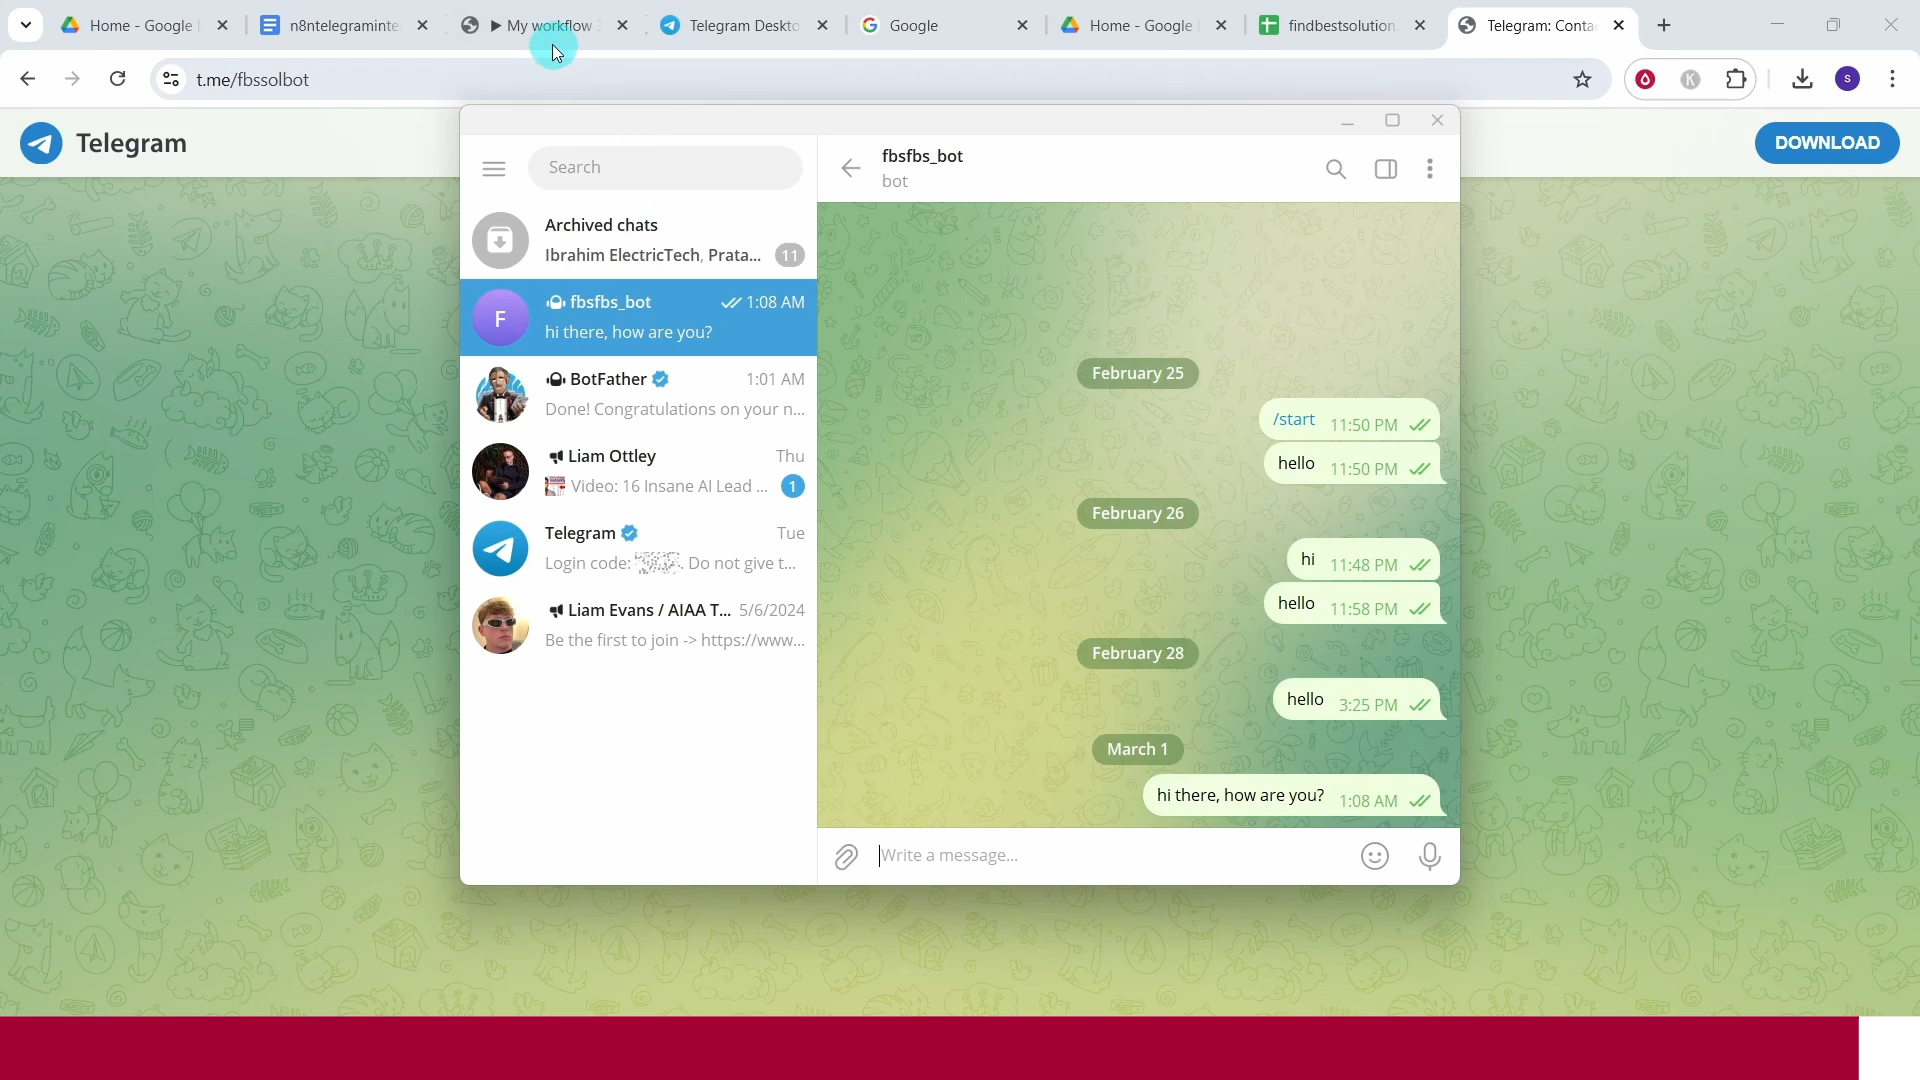 Home - Google
n8ntelegraminte
My workflow
Telegram Deskto
Google
Home - Google
findbestsolution.
Telegram: Conta
t.me/fbssolbot
K
s
Telegram
DOWNLOAD
Search
fbsfbs_bot
bot
Archived chats
Ibrahim ElectricTech, Prata...
11
F
fbsfbs_bot
1:08 AM
hi there, how are you?
BotFather
1:01 AM
Done! Congratulations on your n...
Liam Ottley
Thu
Video: 16 Insane AI Lead ...
1
Telegram
Tue
Login code:
. Do not give t...
Liam Evans / AIAA T...
5/6/2024
Be the first to join -> https://www...
February 25
/start 11:50 PM
hello 11:50 PM
February 26
hi 11:48 PM
hello 11:58 PM
February 28
hello 3:25 PM
March 1
hi there, how are you? 1:08 AM
Write a message...